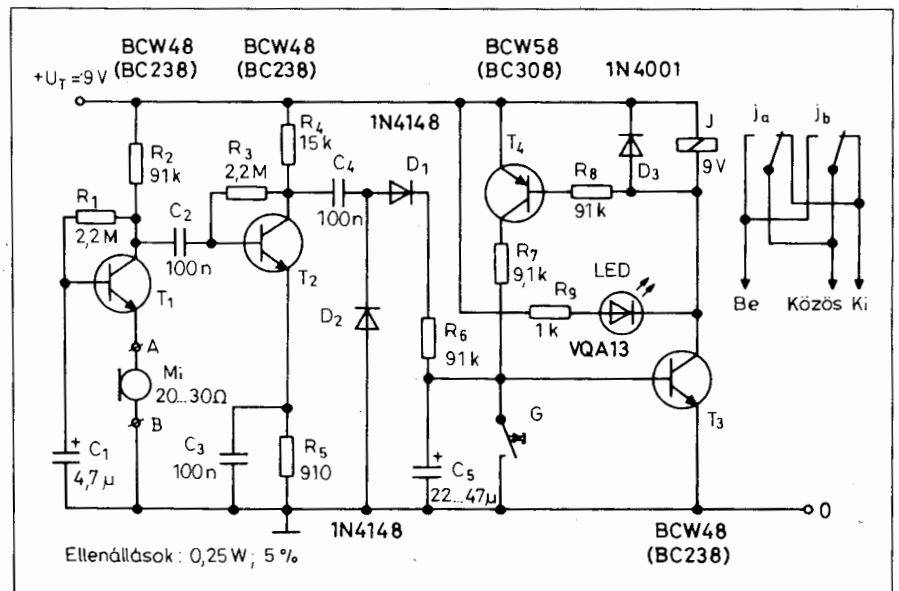 BCW48
(BC238)
BCW48
(BC238)
BCW58
(BC308)
1N4001
+U_T=9V
1N4148
R2
91k
R3
2,2M
R4
15k
C4
100n
D1
T4
R8
91k
D3
J
9V
ja
jb
R1
2,2M
C2
100n
T1
T2
D2
R7
9,1k
R9
1k
LED
VQA13
Be
Közös
Ki
A
Mi
20...30Ω
B
R6
91k
G
T3
+
C1
4,7µ
C3
100n
R5
910
+
C5
22...47µ
0
1N4148
BCW48
(BC238)
Ellenállások: 0,25W; 5%